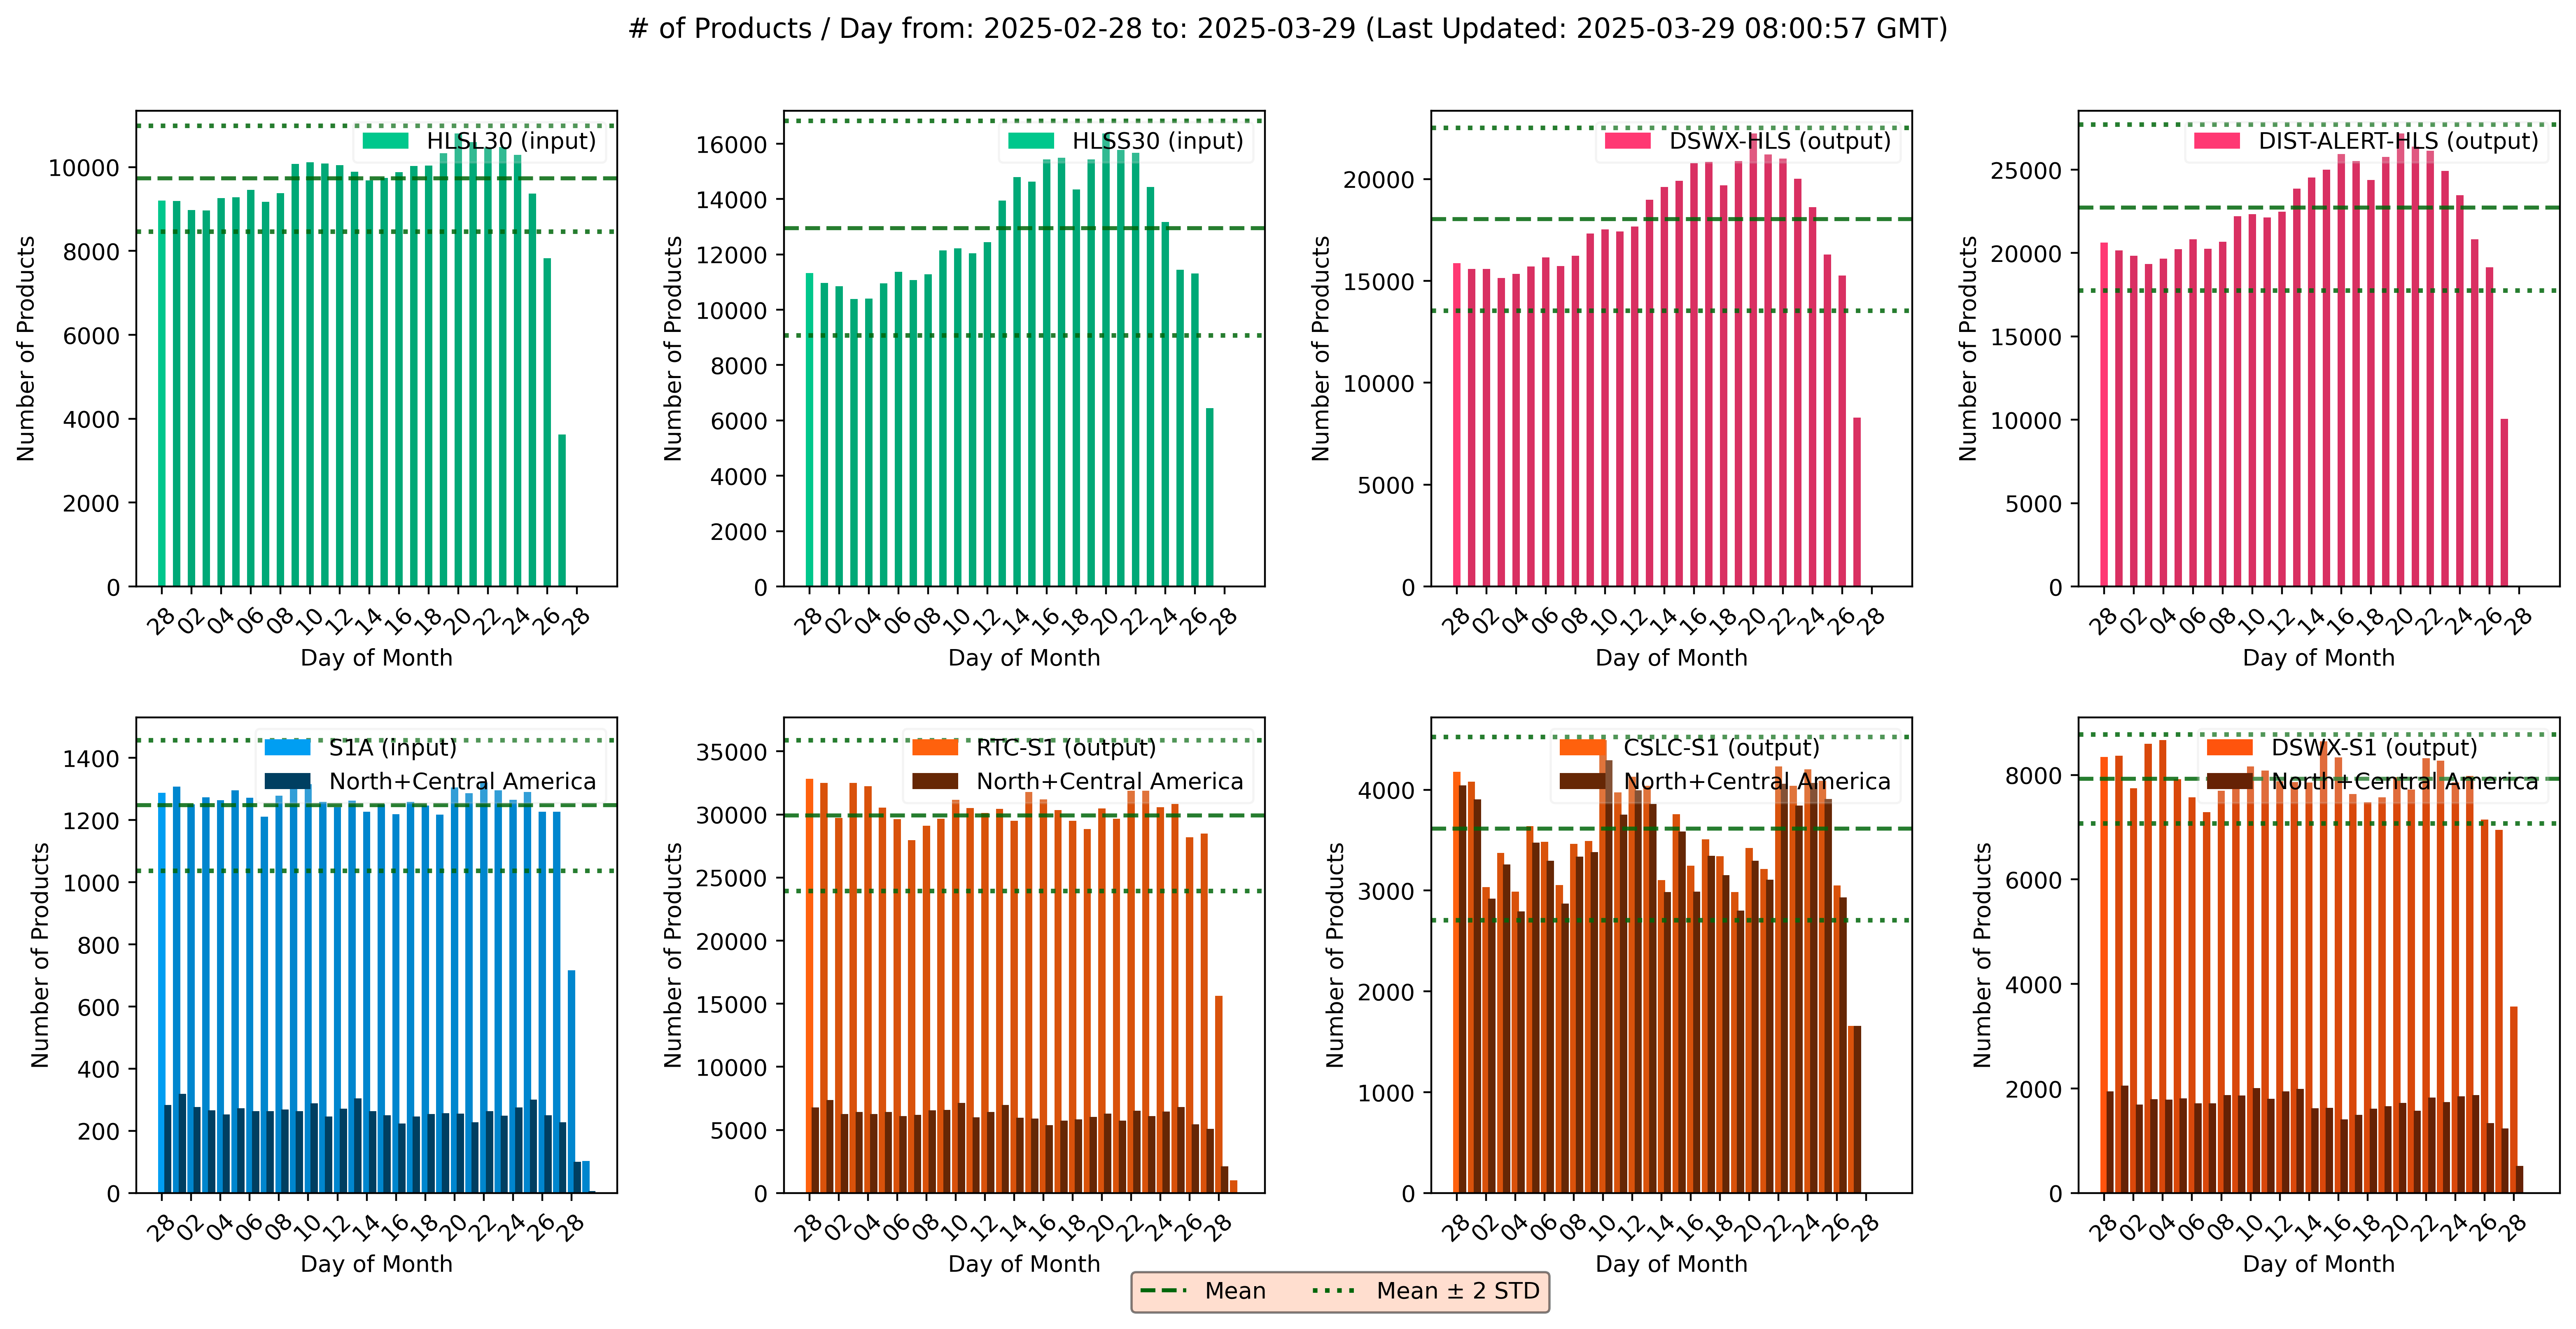 # of Products / Day from: 2025-02-28 to: 2025-03-29 (Last Updated: 2025-03-29 08:00:57 GMT)
HLSL30 (input)
Number of Products
10000
8000
6000
4000
2000
0
28 02 04 06 08 10 12 14 16 18 20 22 24 26 28
Day of Month
HLSS30 (input)
Number of Products
16000
14000
12000
10000
8000
6000
4000
2000
0
28 02 04 06 08 10 12 14 16 18 20 22 24 26 28
Day of Month
DSWX-HLS (output)
Number of Products
20000
15000
10000
5000
0
28 02 04 06 08 10 12 14 16 18 20 22 24 26 28
Day of Month
DIST-ALERT-HLS (output)
Number of Products
25000
20000
15000
10000
5000
0
28 02 04 06 08 10 12 14 16 18 20 22 24 26 28
Day of Month
S1A (input)
North+Central America
Number of Products
1400
1200
1000
800
600
400
200
0
28 02 04 06 08 10 12 14 16 18 20 22 24 26 28
Day of Month
RTC-S1 (output)
North+Central America
Number of Products
35000
30000
25000
20000
15000
10000
5000
0
28 02 04 06 08 10 12 14 16 18 20 22 24 26 28
Day of Month
CSLC-S1 (output)
North+Central America
Number of Products
4000
3000
2000
1000
0
28 02 04 06 08 10 12 14 16 18 20 22 24 26 28
Day of Month
DSWX-S1 (output)
North+Central America
Number of Products
8000
6000
4000
2000
0
28 02 04 06 08 10 12 14 16 18 20 22 24 26 28
Day of Month
Mean
Mean ± 2 STD